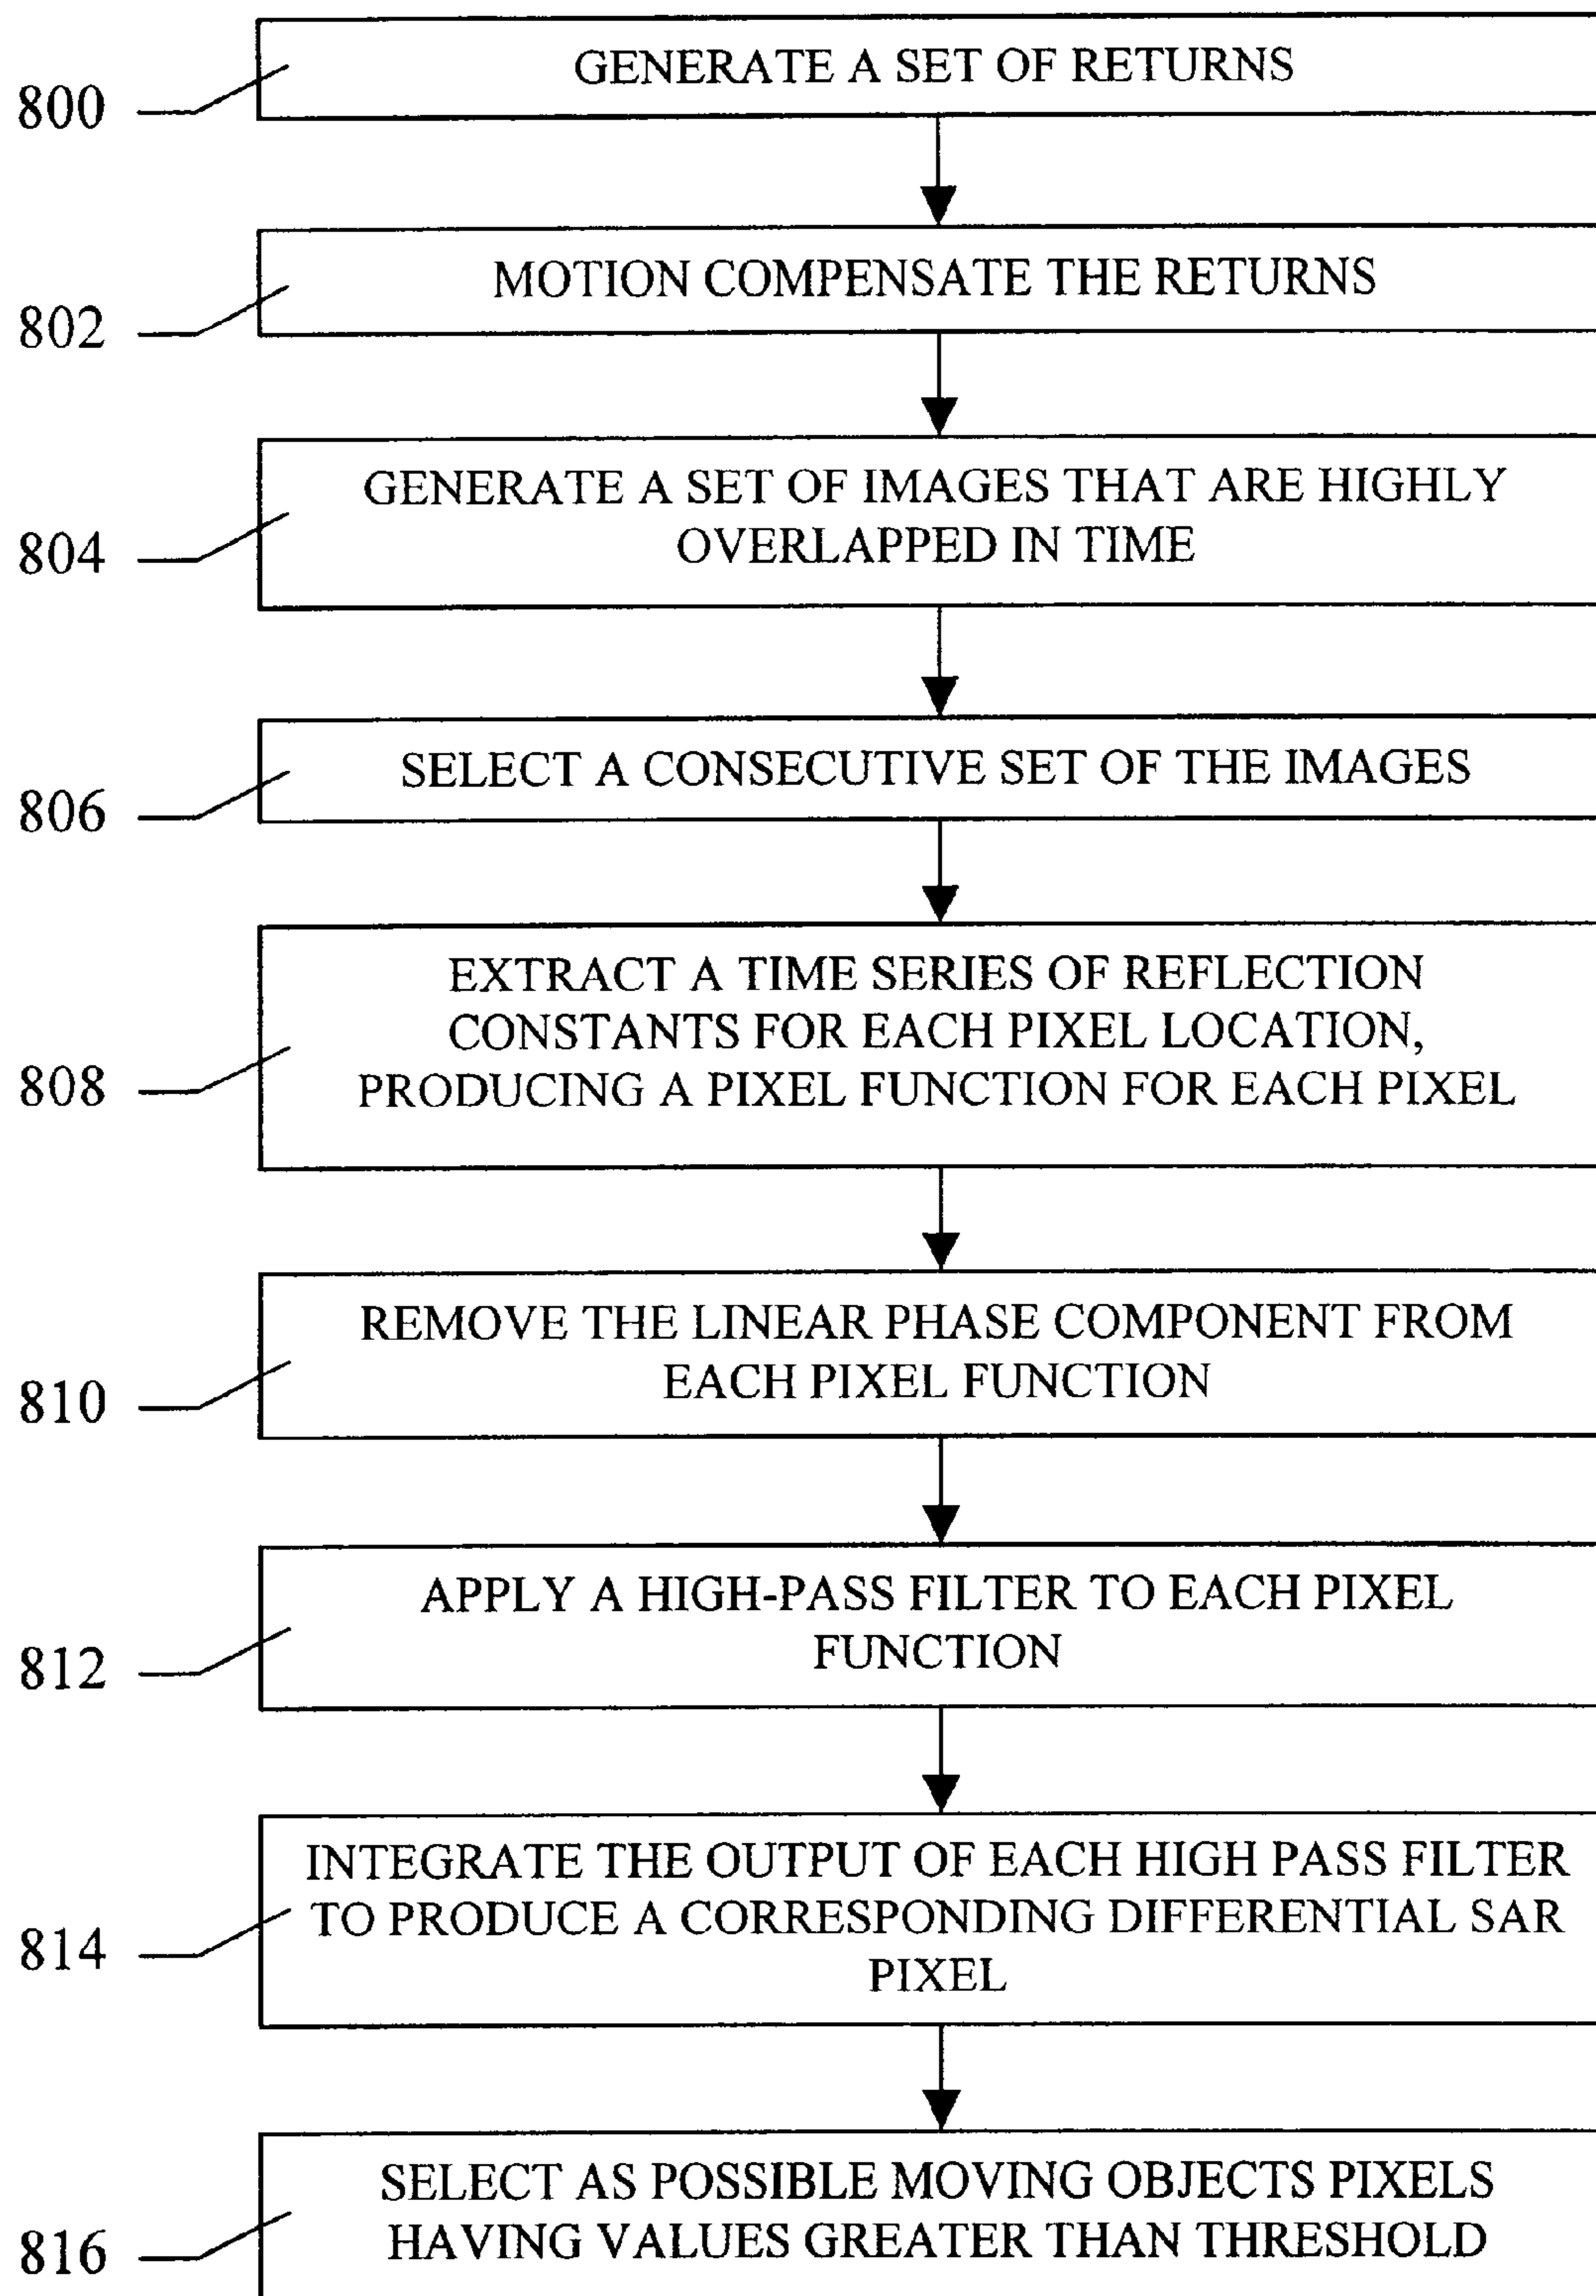 GENERATE A SET OF RETURNS
800
MOTION COMPENSATE THE RETURNS
802
GENERATE A SET OF IMAGES THAT ARE HIGHLY
OVERLAPPED IN TIME
804
SELECT A CONSECUTIVE SET OF THE IMAGES
806
EXTRACT A TIME SERIES OF REFLECTION
CONSTANTS FOR EACH PIXEL LOCATION,
PRODUCING A PIXEL FUNCTION FOR EACH PIXEL
808
REMOVE THE LINEAR PHASE COMPONENT FROM
EACH PIXEL FUNCTION
810
APPLY A HIGH-PASS FILTER TO EACH PIXEL
FUNCTION
812
INTEGRATE THE OUTPUT OF EACH HIGH PASS FILTER
TO PRODUCE A CORRESPONDING DIFFERENTIAL SAR
PIXEL
814
SELECT AS POSSIBLE MOVING OBJECTS PIXELS
HAVING VALUES GREATER THAN THRESHOLD
816